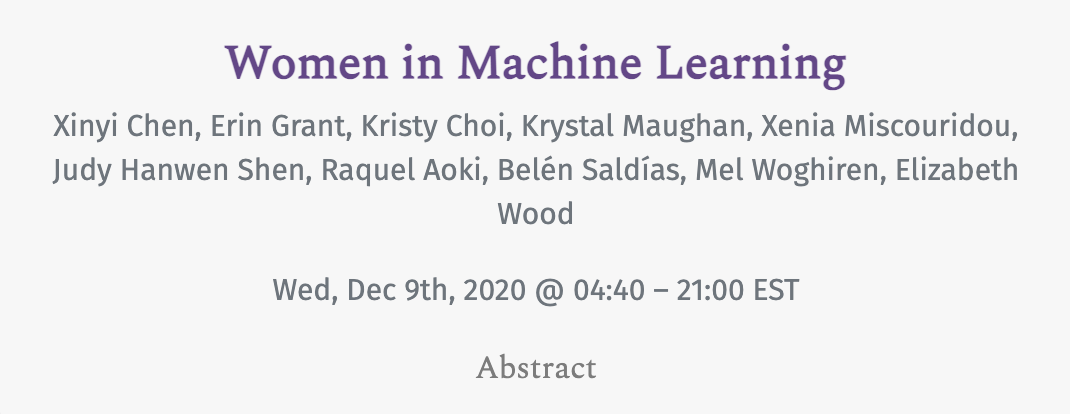 Women in Machine Learning
Xinyi Chen, Erin Grant, Kristy Choi, Krystal Maughan, Xenia Miscouridou,
Judy Hanwen Shen, Raquel Aoki, Belén Saldías, Mel Woghiren, Elizabeth
Wood
Wed, Dec 9th, 2020 @ 04:40 – 21:00 EST
Abstract